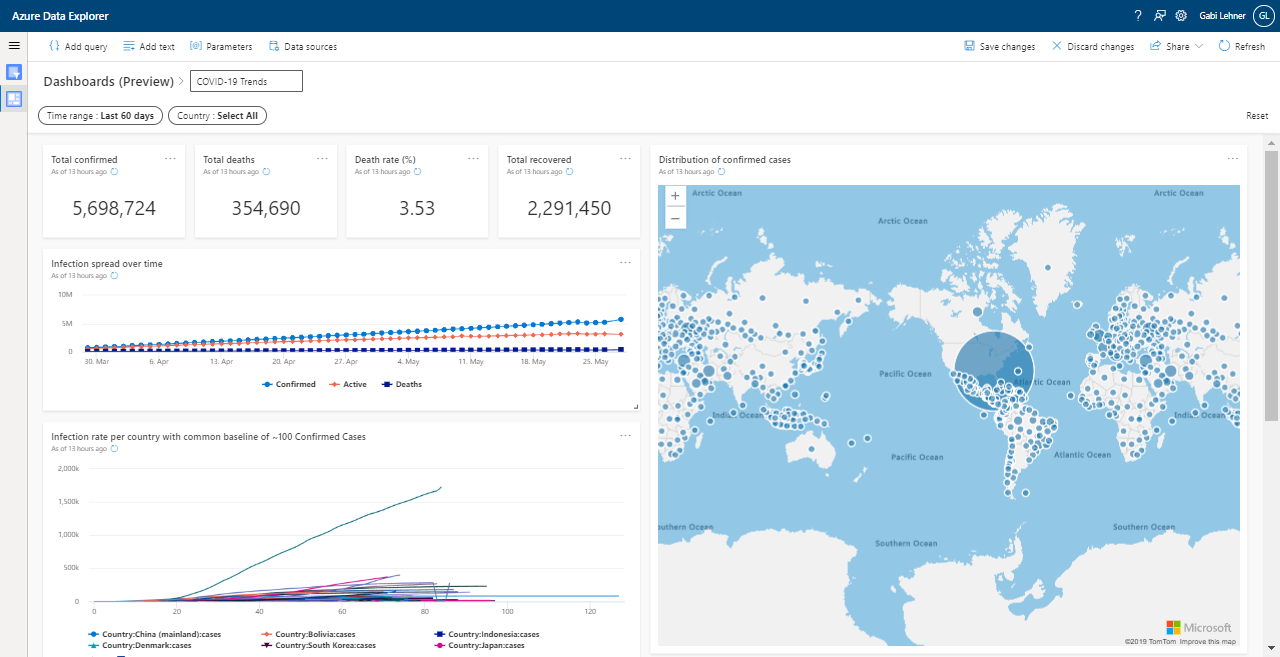 Azure Data Explorer
? Gabi Lehner GL
Add query Add text Parameters Data sources
Save changes Discard changes Share Refresh
Dashboards (Preview) > COVID-19 Trends
Time range : Last 60 days Country : Select All Reset
Total confirmed ...
As of 13 hours ago
5,698,724
Total deaths ...
As of 13 hours ago
354,690
Death rate (%) ...
As of 13 hours ago
3.53
Total recovered ...
As of 13 hours ago
2,291,450
Infection spread over time ...
As of 13 hours ago
10M
5M
0
30. Mar 6. Apr 13. Apr 20. Apr 27. Apr 4. May 11. May 18. May 25. May
Confirmed Active Deaths
Infection rate per country with common baseline of ~100 Confirmed Cases ...
As of 13 hours ago
2,000k
1,500k
1,000k
500k
0
0 20 40 60 80 100 120
Country:China (mainland):cases Country:Bolivia:cases Country:Indonesia:cases
Country:Denmark:cases Country:South Korea:cases Country:Japan:cases
Distribution of confirmed cases ...
As of 13 hours ago
+
−
Arctic Ocean Arctic Ocean
Arctic Ocean
Pacific Ocean Atlantic Ocean
Indian Ocean Indian Ocean
Pacific Ocean Atlantic Ocean
outhern Ocean Southern Ocean
Southern Ocean
Microsoft
©2019 TomTom Improve this map